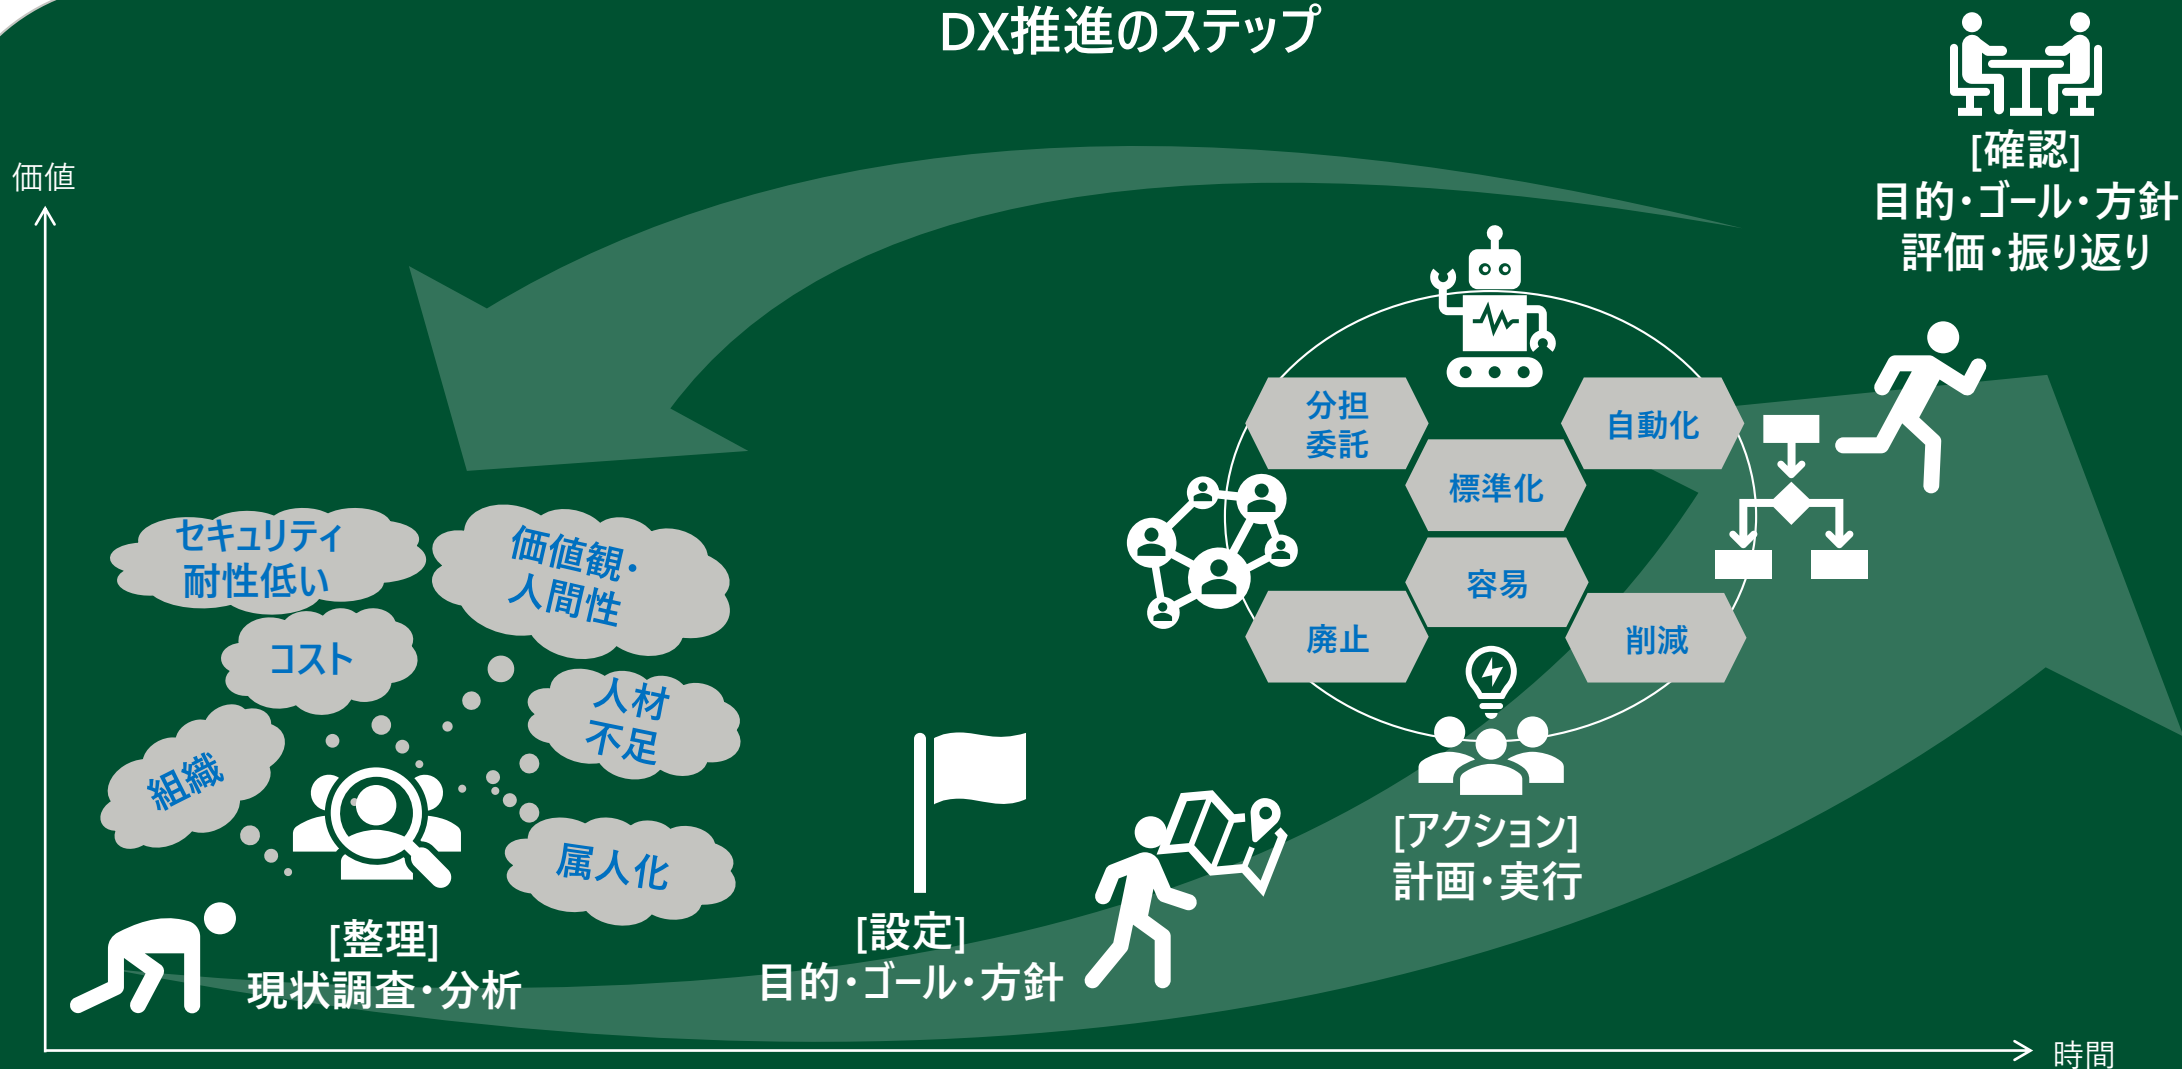 DX推進のステップ
価値
[確認]
目的・ゴール・方針
評価・振り返り
分担
委託
自動化
標準化
容易
廃止
削減
セキュリティ
耐性低い
価値観・
人間性
コスト
人材
不足
組織
属人化
[整理]
現状調査・分析
[設定]
目的・ゴール・方針
[アクション]
計画・実行
時間